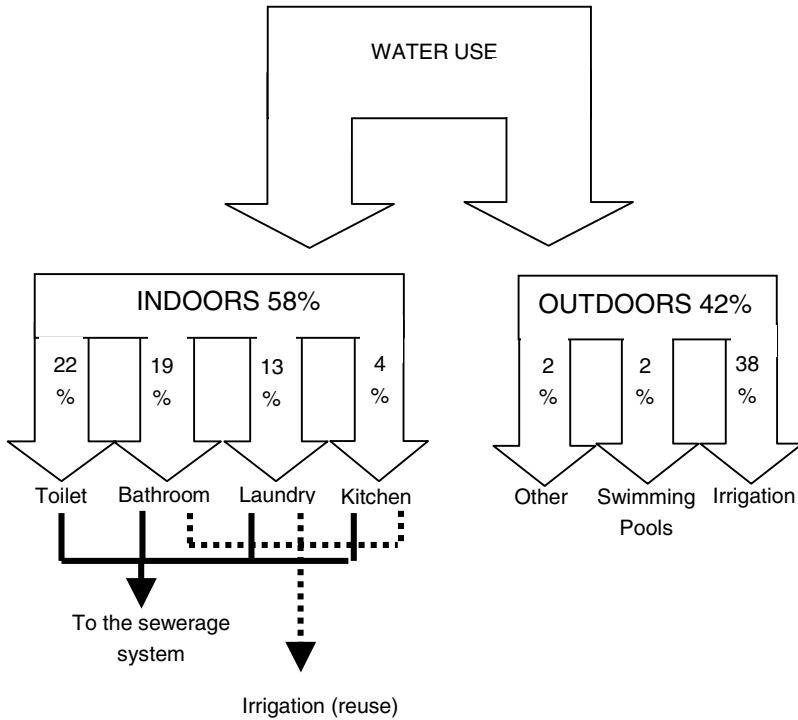 WATER USE
INDOORS 58%
22
%
19
%
13
%
4
%
Toilet
Bathroom
Laundry
Kitchen
OUTDOORS 42%
2
%
2
%
38
%
Other
Swimming
Pools
Irrigation
To the sewerage
system
Irrigation (reuse)